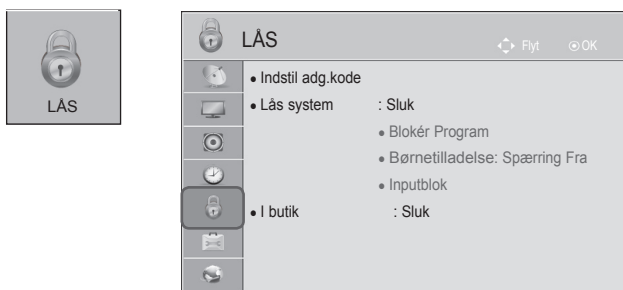 LÅS
LÅS
Flyt
OK
• Indstil adg.kode
• Lås system : Sluk
• Blokér Program
• Børnetilladelse: Spærring Fra
• Inputblok
• I butik : Sluk